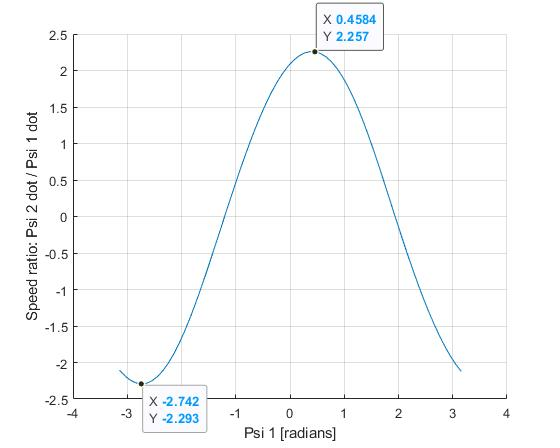 X 0.4584
Y 2.257
2.5
2
1.5
1
0.5
0
-0.5
-1
-1.5
-2
-2.5
Speed ratio: Psi 2 dot / Psi 1 dot
X -2.742
Y -2.293
-4 -3 -1 0 1 2 3 4
Psi 1 [radians]